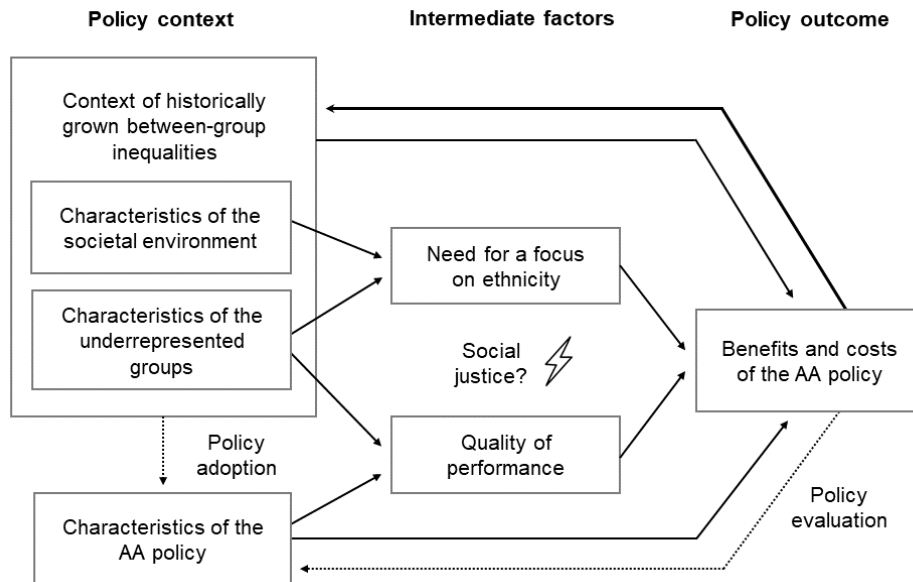 Policy context
Intermediate factors
Policy outcome
Context of historically
grown between-group
inequalities
Characteristics of the
societal environment
Need for a focus
on ethnicity
Characteristics of the
underrepresented
groups
Social
justice?
Benefits and costs
of the AA policy
Policy
adoption
Quality of
performance
Characteristics of the
AA policy
Policy
evaluation